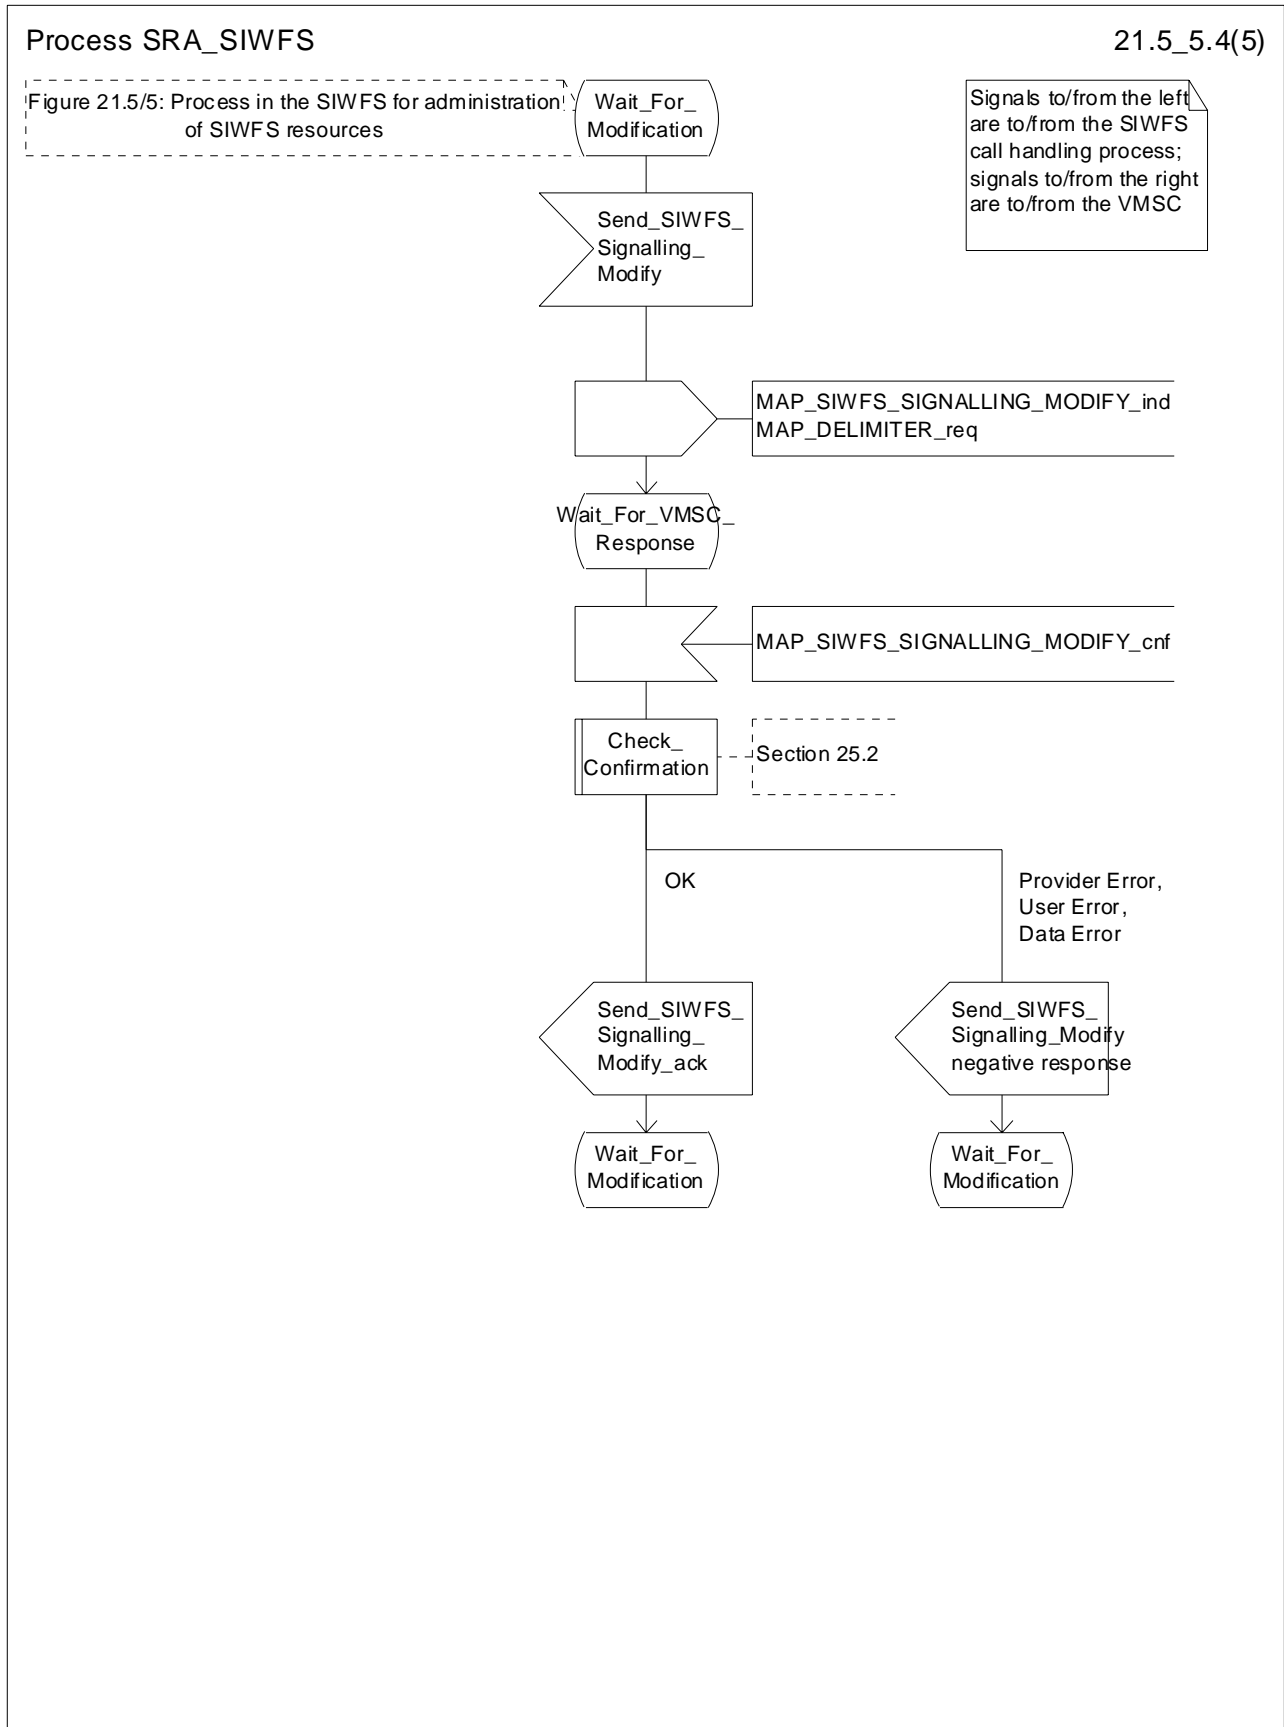 Process SRA_SIWFS
21.5_5.4(5)
Figure 21.5/5: Process in the SIWFS for administration
of SIWFS resources
Wait_For_
Modification
Signals to/from the left
are to/from the SIWFS
call handling process;
signals to/from the right
are to/from the VMSC
Send_SIWFS_
Signalling_
Modify
MAP_SIWFS_SIGNALLING_MODIFY_ind
MAP_DELIMITER_req
Wait_For_VMSC_
Response
MAP_SIWFS_SIGNALLING_MODIFY_cnf
Check_
Confirmation
Section 25.2
OK
Provider Error,
User Error,
Data Error
Send_SIWFS_
Signalling_
Modify_ack
Send_SIWFS_
Signalling_Modify
negative response
Wait_For_
Modification
Wait_For_
Modification